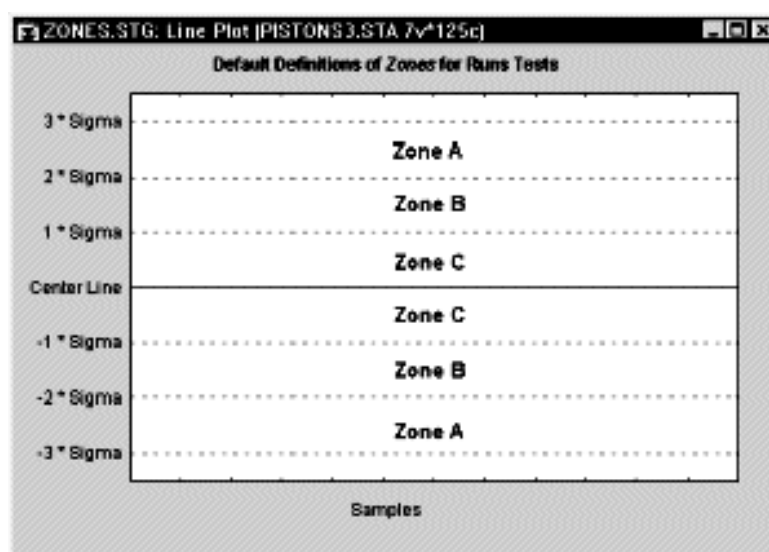 ZONES.STG: Line Plot (PISTONS3.STA 7v*125c)
Default Definitions of Zones for Runs Tests
3 * Sigma
Zone A
2 * Sigma
Zone B
1 * Sigma
Zone C
Center Line
Zone C
-1 * Sigma
Zone B
-2 * Sigma
Zone A
-3 * Sigma
Samples